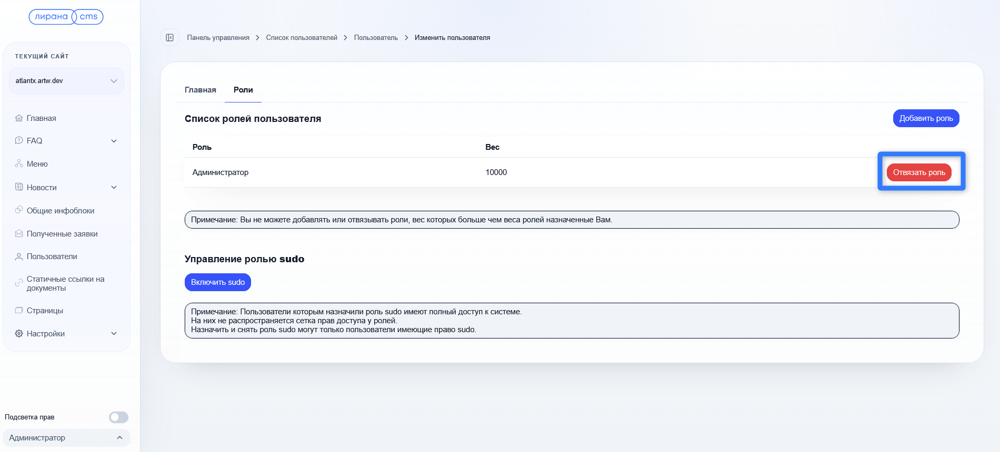 лирана cms
ТЕКУЩИЙ САЙТ
atlantx.artw.dev
Главная
FAQ
Меню
Новости
Общие инфоблоки
Полученные заявки
Пользователи
Статичные ссылки на
документы
Страницы
Настройки
Подсветка прав
Администратор
Панель управления > Список пользователей > Пользователь > Изменить пользователя
Главная Роли
Список ролей пользователя Добавить роль
Роль Вес
Администратор 10000 Отвязать роль
Примечание: Вы не можете добавлять или отвязывать роли, вес которых больше чем веса ролей назначенные Вам.
Управление ролью sudo
Включить sudo
Примечание: Пользователи которым назначили роль sudo имеют полный доступ к системе.
На них не распространяется сетка прав доступа у ролей.
Назначить и снять роль sudo могут только пользователи имеющие право sudo.